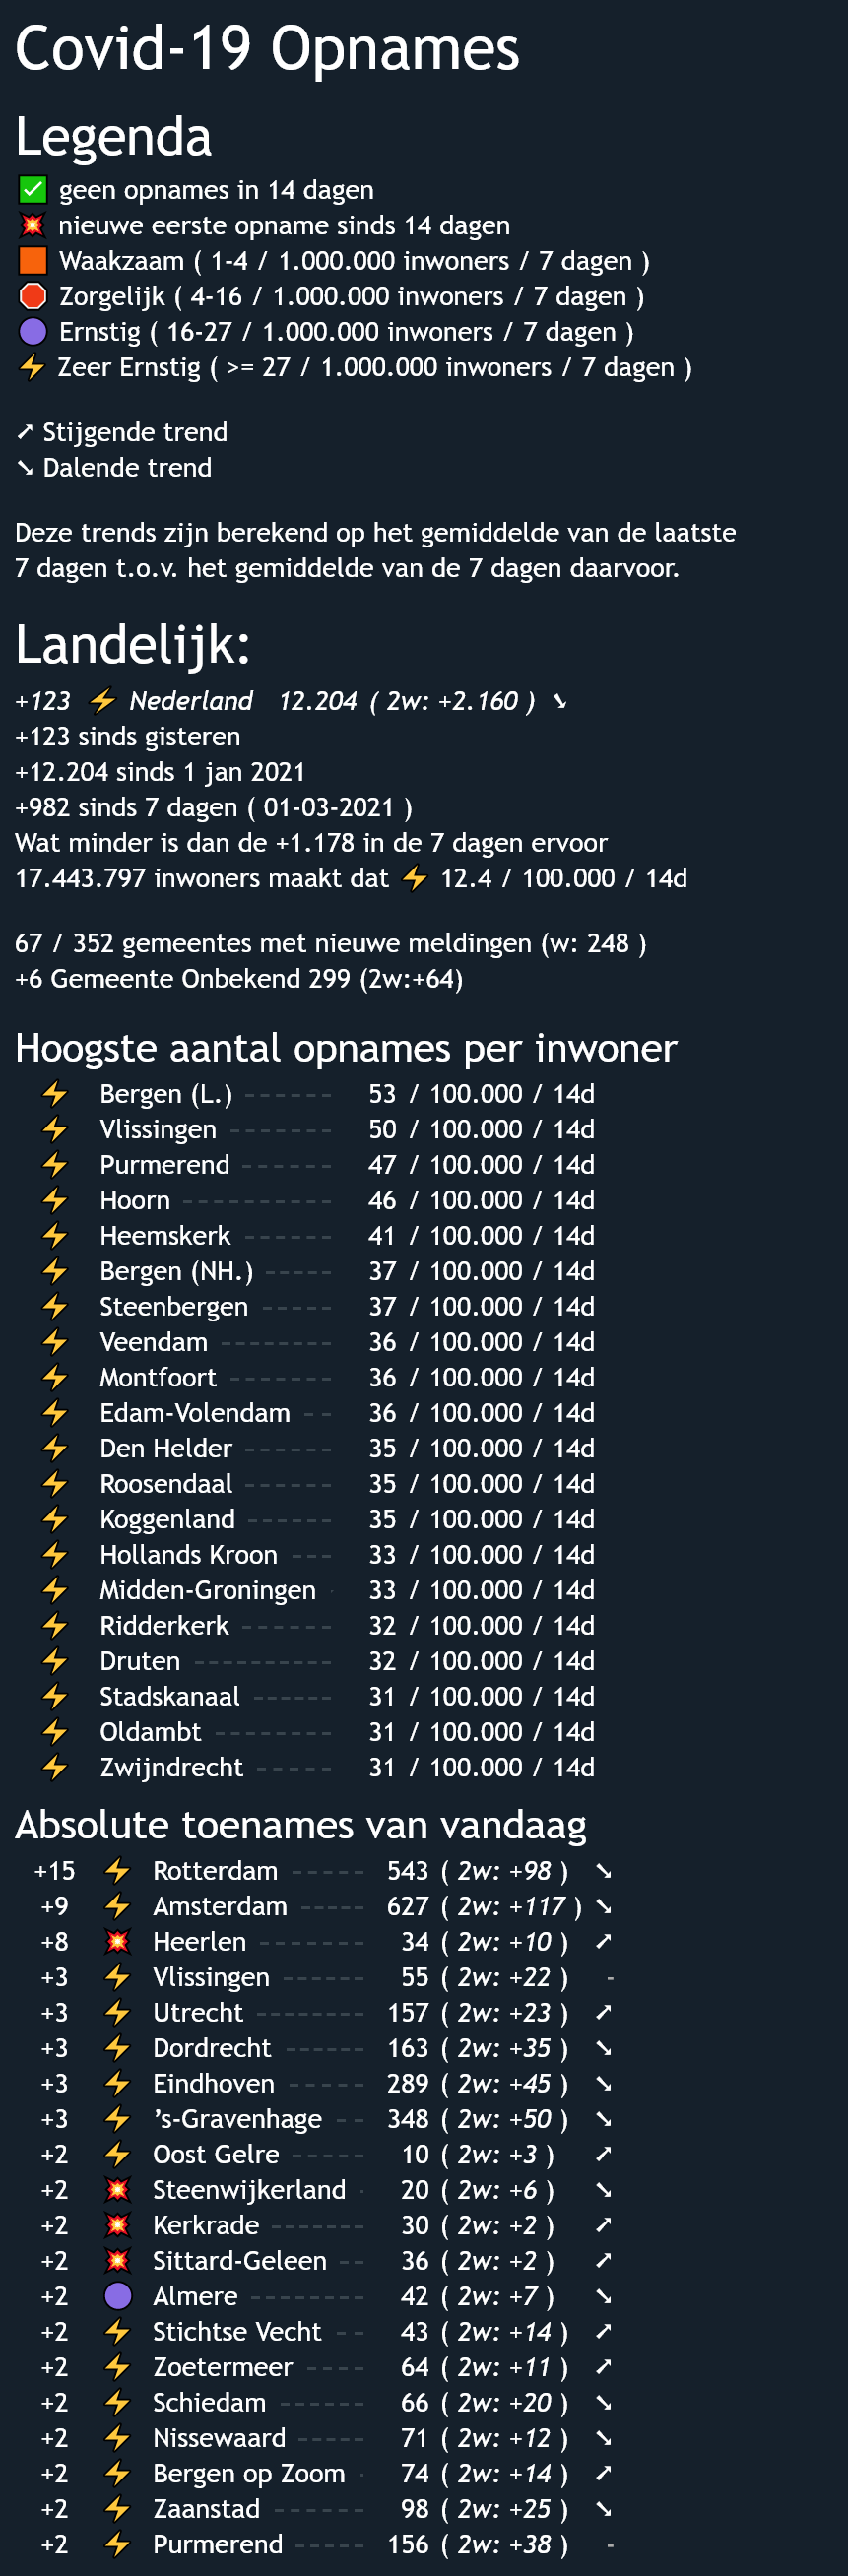 Covid-19 Opnames
Legenda
✅ geen opnames in 14 dagen
💥 nieuwe eerste opname sinds 14 dagen
🟧 Waakzaam ( 1-4 / 1.000.000 inwoners / 7 dagen )
🛑 Zorgelijk ( 4-16 / 1.000.000 inwoners / 7 dagen )
🟣 Ernstig ( 16-27 / 1.000.000 inwoners / 7 dagen )
⚡ Zeer Ernstig ( >= 27 / 1.000.000 inwoners / 7 dagen )
➚ Stijgende trend
➘ Dalende trend
Deze trends zijn berekend op het gemiddelde van de laatste
7 dagen t.o.v. het gemiddelde van de 7 dagen daarvoor.
Landelijk:
+123 ⚡ Nederland 12.204 ( 2w: +2.160 ) ➘
+123 sinds gisteren
+12.204 sinds 1 jan 2021
+982 sinds 7 dagen ( 01-03-2021 )
Wat minder is dan de +1.178 in de 7 dagen ervoor
17.443.797 inwoners maakt dat ⚡ 12.4 / 100.000 / 14d
67 / 352 gemeentes met nieuwe meldingen (w: 248 )
+6 Gemeente Onbekend 299 (2w:+64)
Hoogste aantal opnames per inwoner
⚡ Bergen (L.) ------ 53 / 100.000 / 14d
⚡ Vlissingen ------- 50 / 100.000 / 14d
⚡ Purmerend ------ 47 / 100.000 / 14d
⚡ Hoorn ---------- 46 / 100.000 / 14d
⚡ Heemskerk ------ 41 / 100.000 / 14d
⚡ Bergen (NH.) ----- 37 / 100.000 / 14d
⚡ Steenbergen ----- 37 / 100.000 / 14d
⚡ Veendam -------- 36 / 100.000 / 14d
⚡ Montfoort ------- 36 / 100.000 / 14d
⚡ Edam-Volendam -- 36 / 100.000 / 14d
⚡ Den Helder ------ 35 / 100.000 / 14d
⚡ Roosendaal ------ 35 / 100.000 / 14d
⚡ Koggenland ------ 35 / 100.000 / 14d
⚡ Hollands Kroon --- 33 / 100.000 / 14d
⚡ Midden-Groningen - 33 / 100.000 / 14d
⚡ Ridderkerk ------- 32 / 100.000 / 14d
⚡ Druten ---------- 32 / 100.000 / 14d
⚡ Stadskanaal ------ 31 / 100.000 / 14d
⚡ Oldambt -------- 31 / 100.000 / 14d
⚡ Zwijndrecht ----- 31 / 100.000 / 14d
Absolute toenames van vandaag
+15 ⚡ Rotterdam ----- 543 ( 2w: +98 ) ➘
+9 ⚡ Amsterdam ----- 627 ( 2w: +117 ) ➘
+8 💥 Heerlen ------- 34 ( 2w: +10 ) ➚
+3 ⚡ Vlissingen ------ 55 ( 2w: +22 ) -
+3 ⚡ Utrecht -------- 157 ( 2w: +23 ) ➚
+3 ⚡ Dordrecht ------ 163 ( 2w: +35 ) ➘
+3 ⚡ Eindhoven ----- 289 ( 2w: +45 ) ➘
+3 ⚡ ’s-Gravenhage -- 348 ( 2w: +50 ) ➘
+2 ⚡ Oost Gelre ----- 10 ( 2w: +3 ) ➚
+2 💥 Steenwijkerland - 20 ( 2w: +6 ) ➘
+2 💥 Kerkrade ------- 30 ( 2w: +2 ) ➚
+2 💥 Sittard-Geleen -- 36 ( 2w: +2 ) ➚
+2 🟣 Almere -------- 42 ( 2w: +7 ) ➘
+2 ⚡ Stichtse Vecht -- 43 ( 2w: +14 ) ➚
+2 ⚡ Zoetermeer ---- 64 ( 2w: +11 ) ➚
+2 ⚡ Schiedam ------ 66 ( 2w: +20 ) ➘
+2 ⚡ Nissewaard ----- 71 ( 2w: +12 ) ➘
+2 ⚡ Bergen op Zoom - 74 ( 2w: +14 ) ➚
+2 ⚡ Zaanstad ------ 98 ( 2w: +25 ) ➘
+2 ⚡ Purmerend ----- 156 ( 2w: +38 ) -